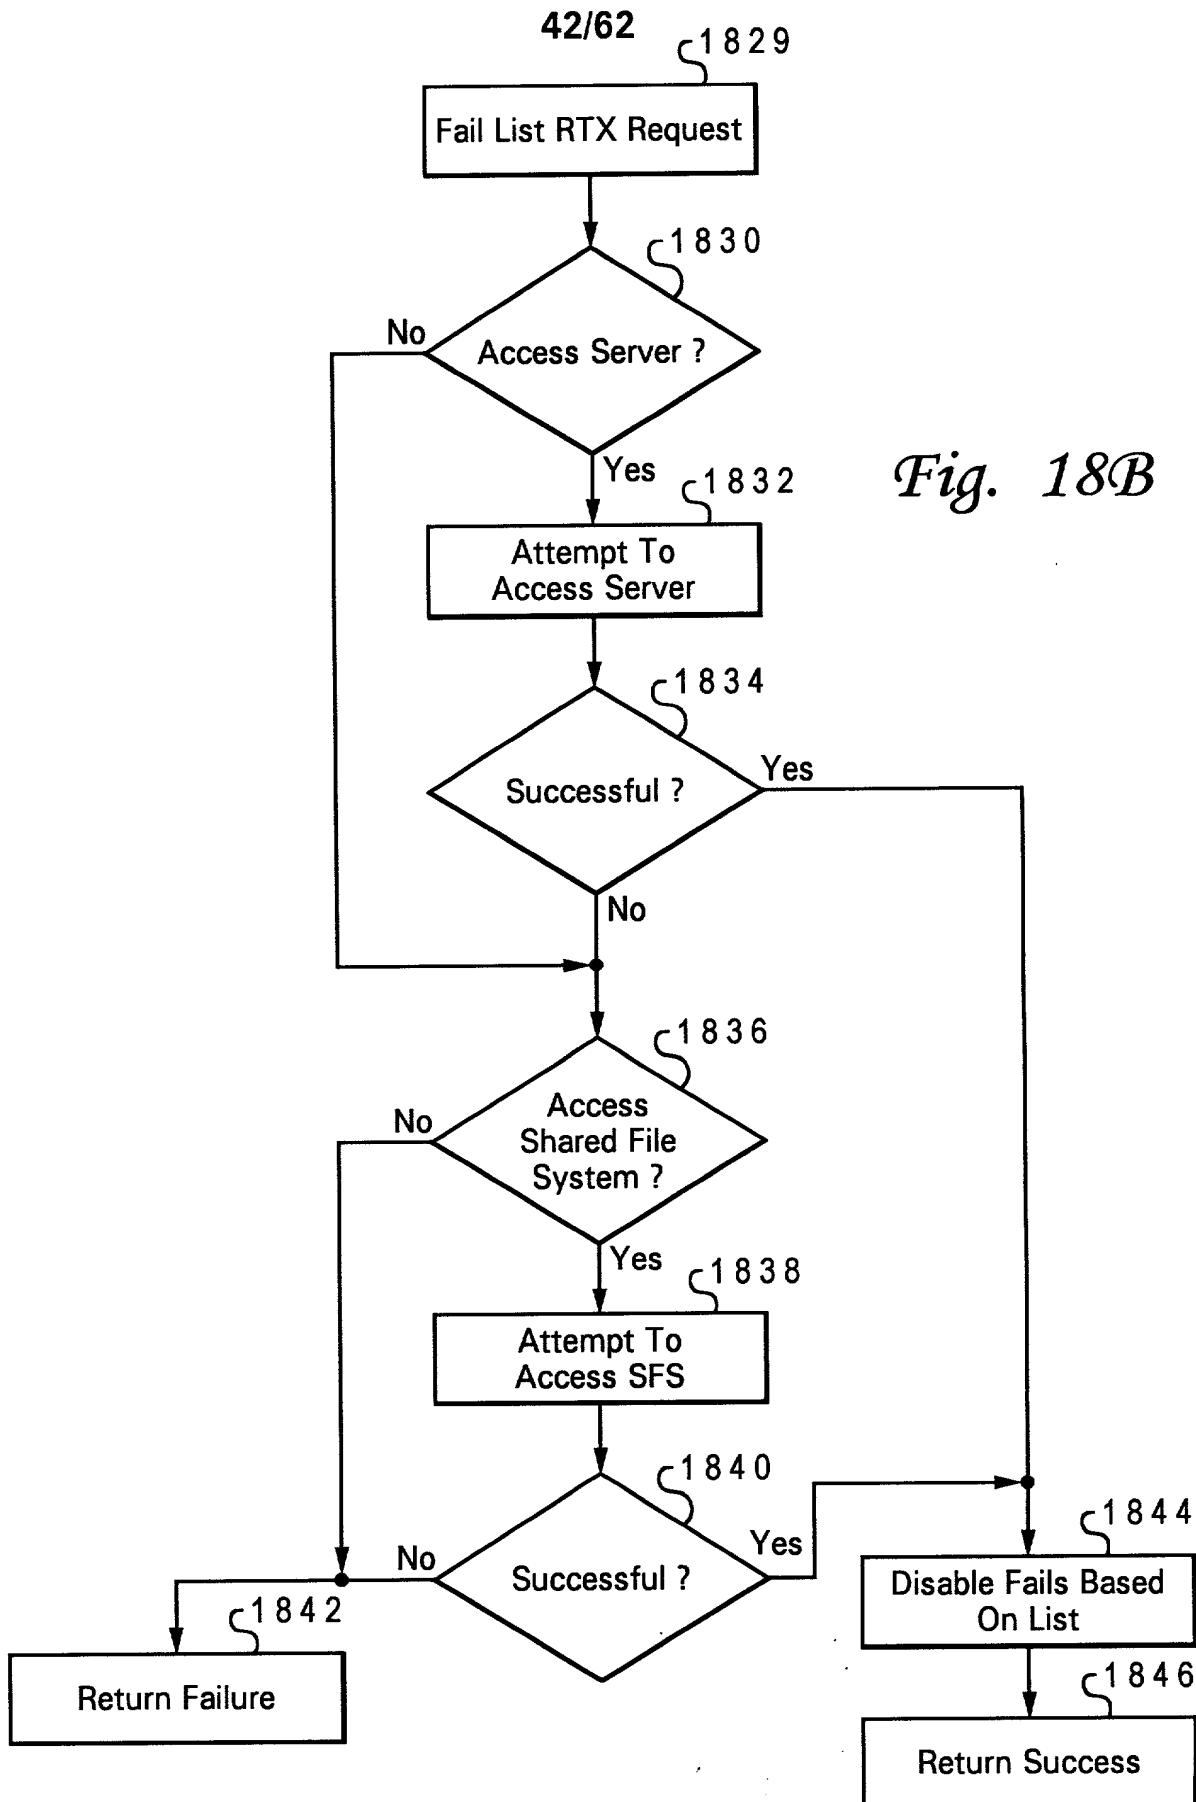 42/62
1829
Fail List RTX Request
1830
No
Access Server ?
Yes
Fig. 18B
1832
Attempt To
Access Server
1834
Successful ?
Yes
No
1836
No
Access
Shared File
System ?
Yes
1838
Attempt To
Access SFS
1840
No
Successful ?
Yes
1844
Disable Fails Based
On List
1842
Return Failure
1846
Return Success